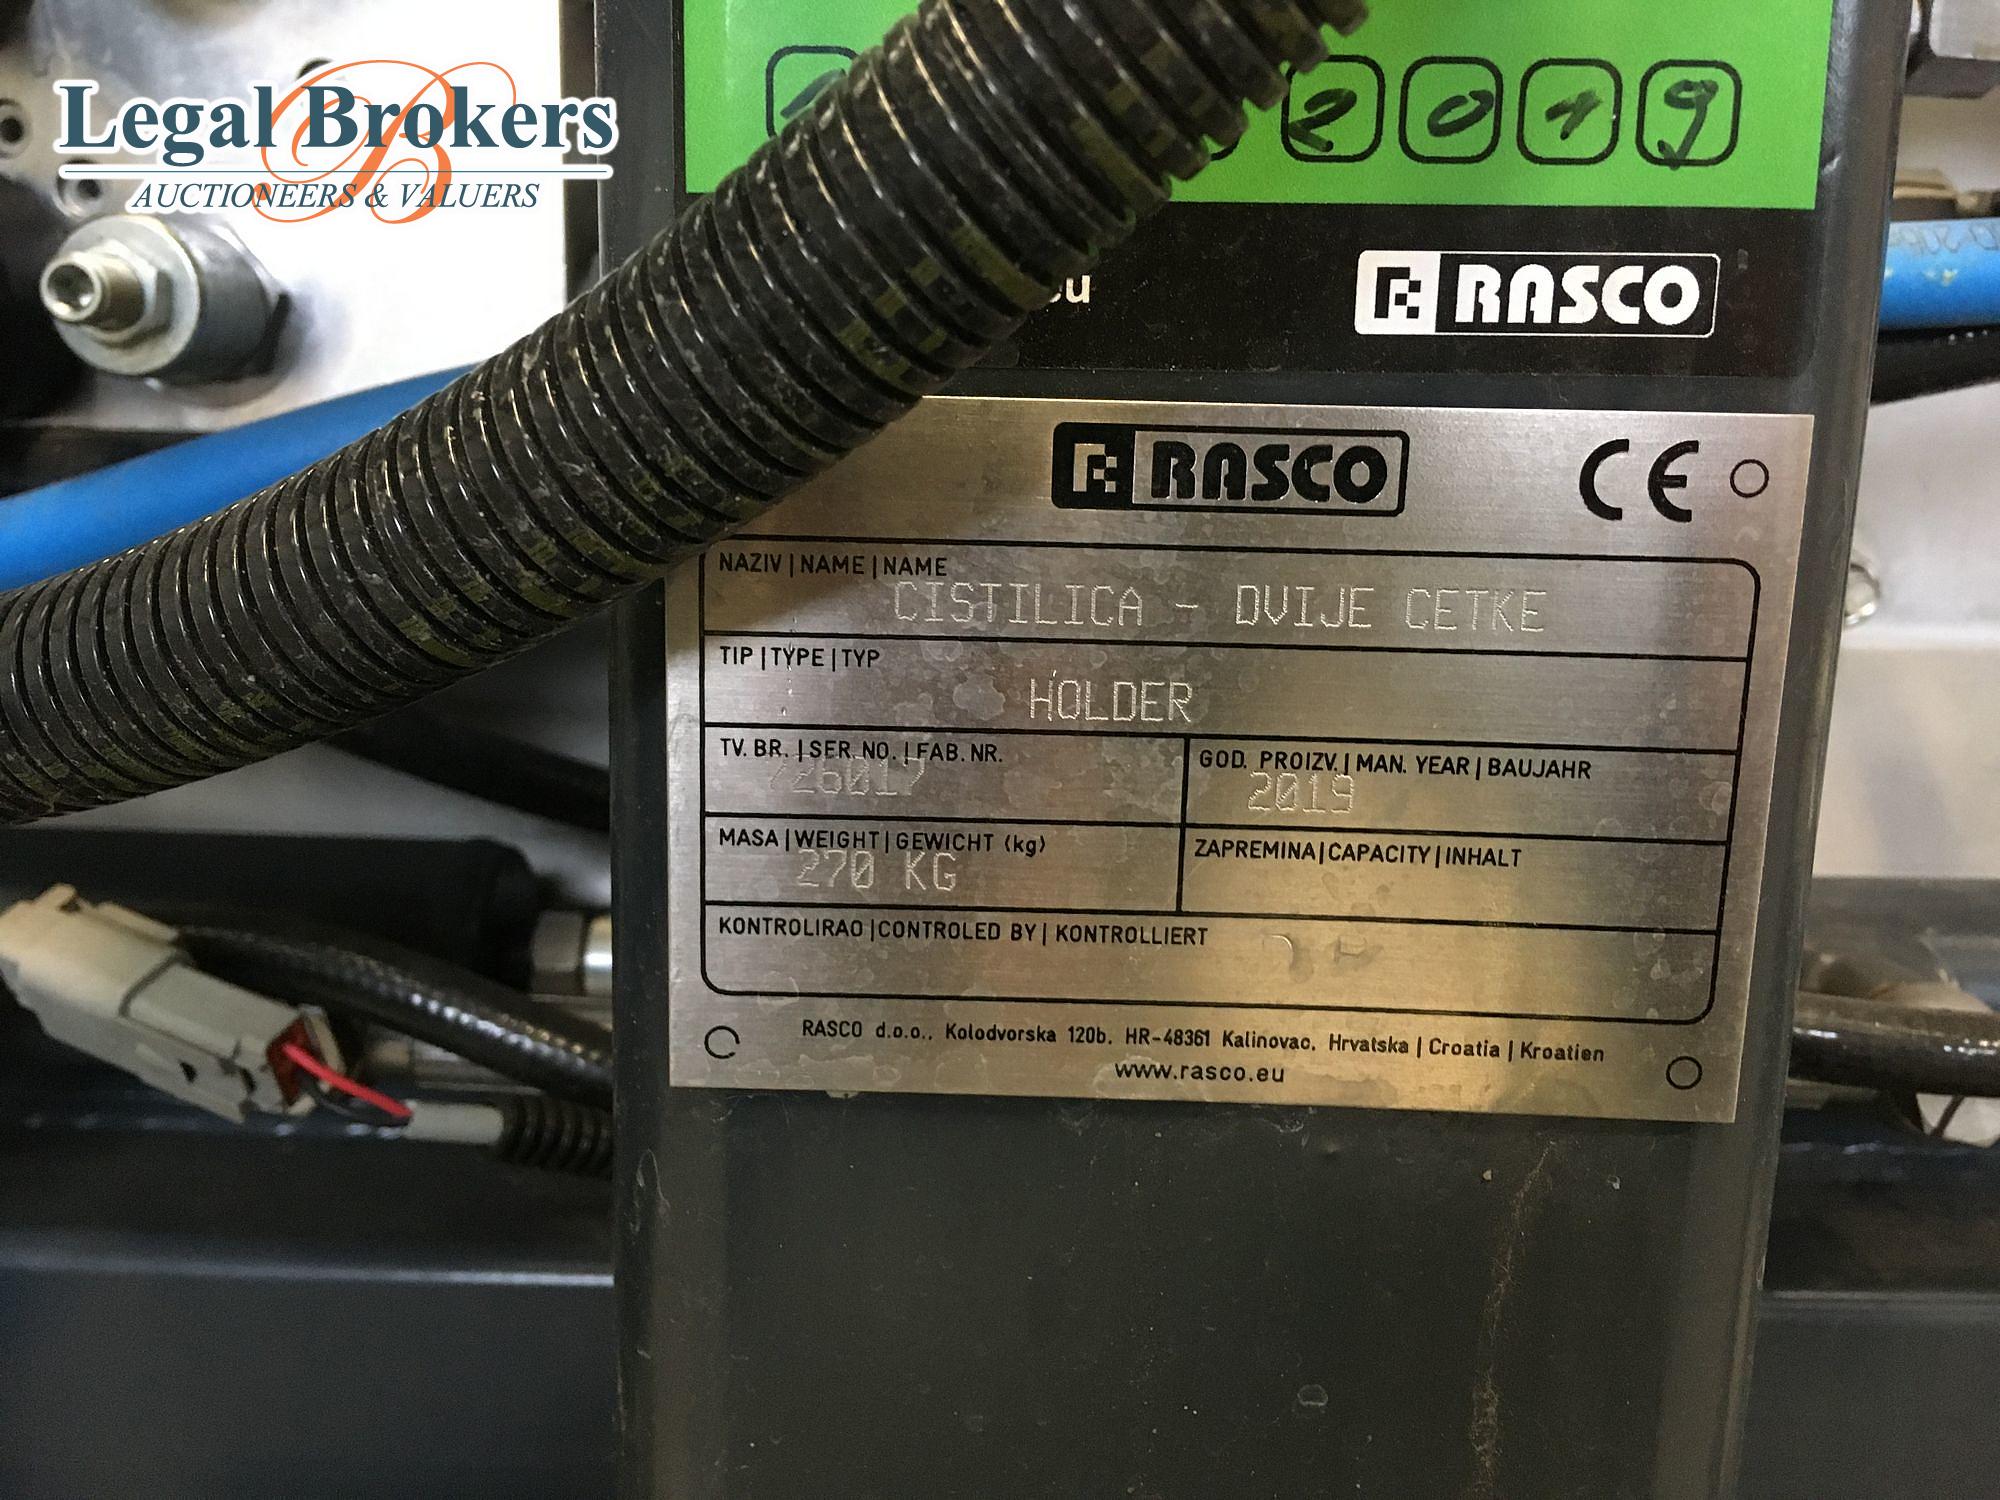 Legal Brokers
AUCTIONEERS & VALUERS
2019
RASCO
RASCO CE
NAZIV | NAME | NAME
CISTILICA - DVIJE CETKE
TIP | TYPE | TYP
HOLDER
TV. BR. | SER. NO. | FAB. NR.
GOD. PROIZV. | MAN. YEAR | BAUJAHR
2019
MASA | WEIGHT | GEWICHT (kg)
270 KG
ZAPREMINA | CAPACITY | INHALT
KONTROLIRAO | CONTROLED BY | KONTROLLIERT
RASCO d.o.o., Kolodvorska 120b, HR-48361 Kalinovac, Hrvatska | Croatia | Kroatien
www.rasco.eu